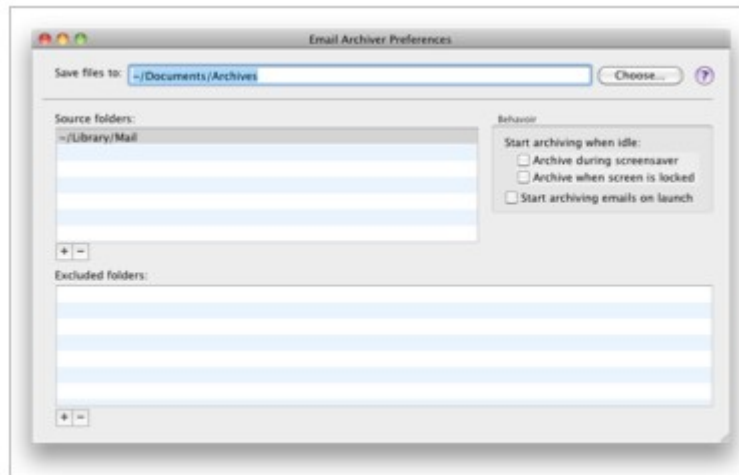 Email Archiver Preferences
Save files to: ~/Documents/Archives Choose... ?
Source folders:
~/Library/Mail
Behavoir
Start archiving when idle:
Archive during screensaver
Archive when screen is locked
Start archiving emails on launch
+ −
Excluded folders:
+ −